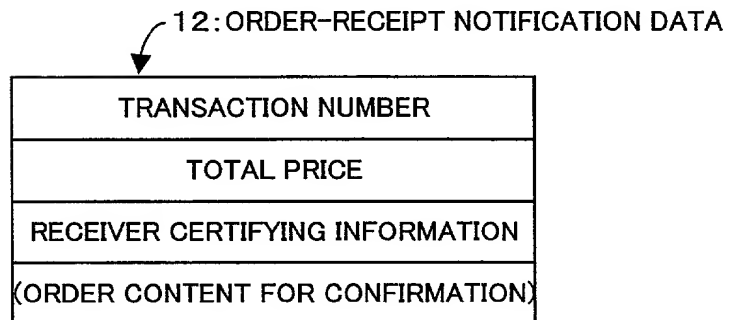 12:ORDER-RECEIPT NOTIFICATION DATA
TRANSACTION NUMBER
TOTAL PRICE
RECEIVER CERTIFYING INFORMATION
(ORDER CONTENT FOR CONFIRMATION)